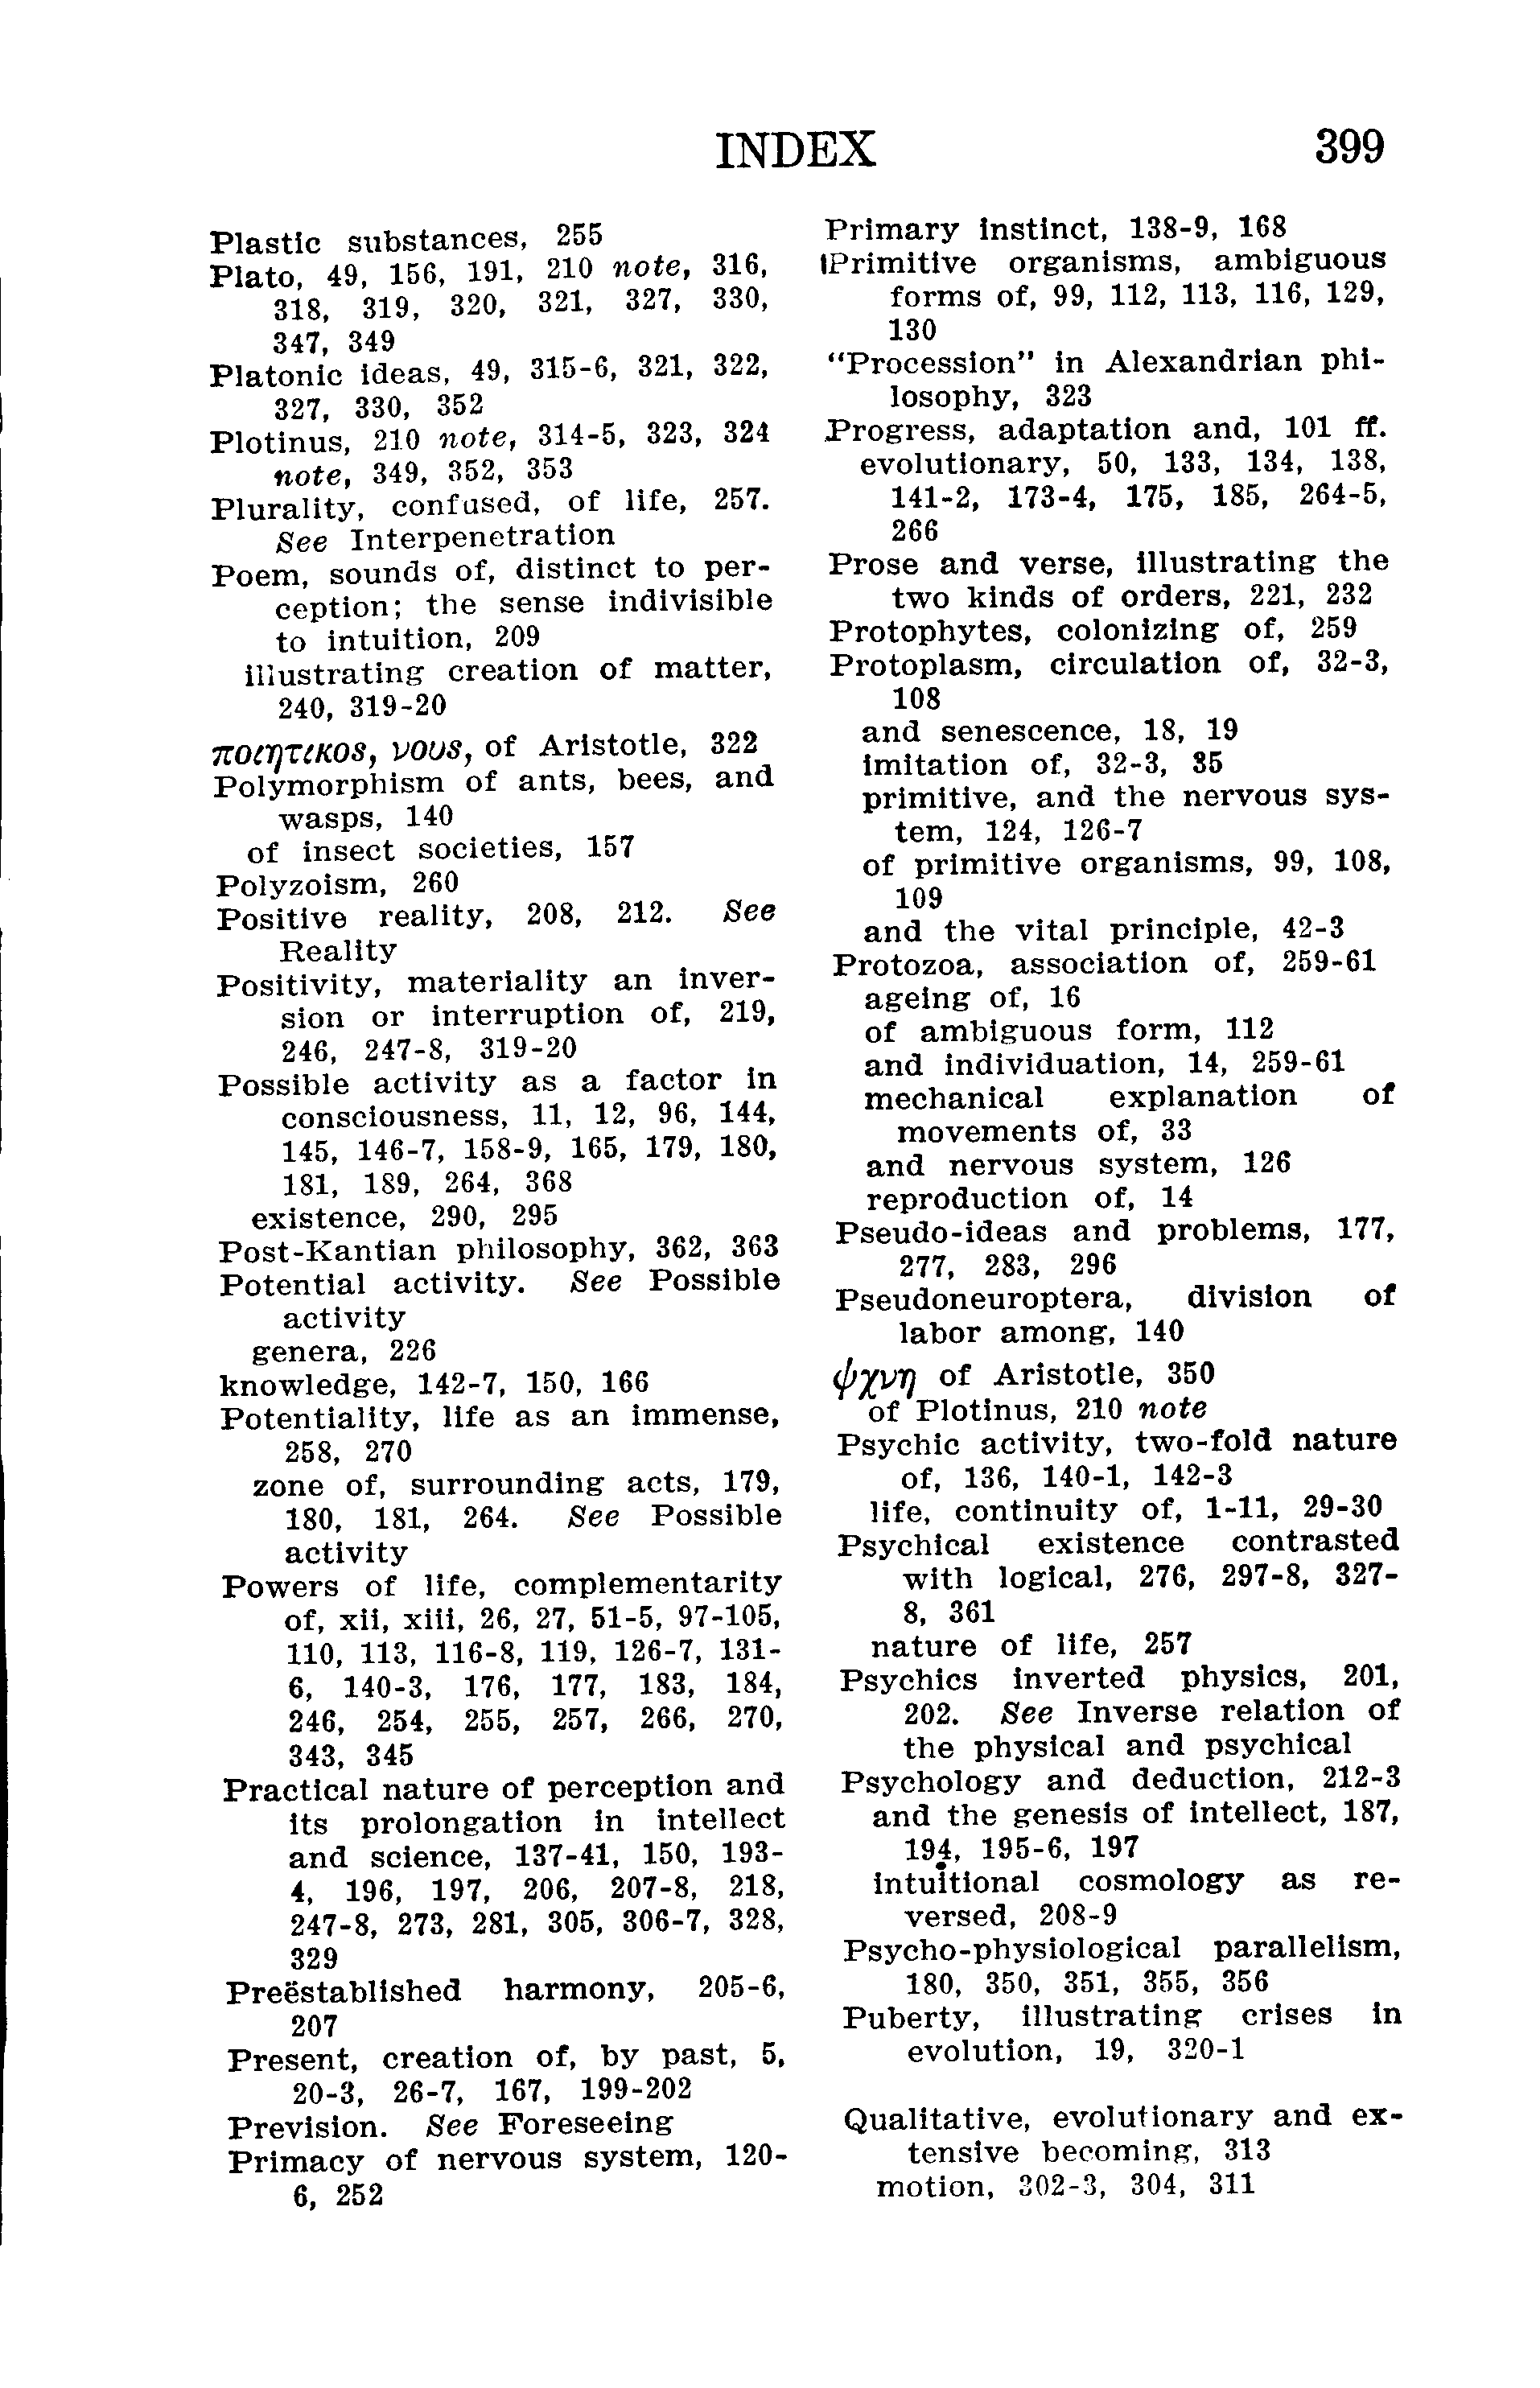 INDEX 399
Plastic substances, 255
Plato, 49, 156, 191, 210 note, 316,
318, 319, 320, 321, 327, 330,
347, 349
Platonic ideas, 49, 315-6, 321, 322,
327, 330, 352
Plotinus, 210 note, 314-5, 323, 324
note, 349, 352, 353
Plurality, confused, of life, 257.
See Interpenetration
Poem, sounds of, distinct to per-
ception; the sense indivisible
to intuition, 209
illustrating creation of matter,
240, 319-20
ποιητικος, νους, of Aristotle, 322
Polymorphism of ants, bees, and
wasps, 140
of insect societies, 157
Polyzoism, 260
Positive reality, 208, 212. See
Reality
Positivity, materiality an inver-
sion or interruption of, 219,
246, 247-8, 319-20
Possible activity as a factor in
consciousness, 11, 12, 96, 144,
145, 146-7, 158-9, 165, 179, 180,
181, 189, 264, 368
existence, 290, 295
Post-Kantian philosophy, 362, 363
Potential activity. See Possible
activity
genera, 226
knowledge, 142-7, 150, 166
Potentiality, life as an immense,
258, 270
zone of, surrounding acts, 179,
180, 181, 264. See Possible
activity
Powers of life, complementarity
of, xii, xiii, 26, 27, 51-5, 97-105,
110, 113, 116-8, 119, 126-7, 131-
6, 140-3, 176, 177, 183, 184,
246, 254, 255, 257, 266, 270,
343, 345
Practical nature of perception and
its prolongation in intellect
and science, 137-41, 150, 193-
4, 196, 197, 206, 207-8, 218,
247-8, 273, 281, 305, 306-7, 328,
329
Preëstablished harmony, 205-6,
207
Present, creation of, by past, 5,
20-3, 26-7, 167, 199-202
Prevision. See Foreseeing
Primacy of nervous system, 120-
6, 252
Primary instinct, 138-9, 168
Primitive organisms, ambiguous
forms of, 99, 112, 113, 116, 129,
130
"Procession" in Alexandrian phi-
losophy, 323
Progress, adaptation and, 101 ff.
evolutionary, 50, 133, 134, 138,
141-2, 173-4, 175, 185, 264-5,
266
Prose and verse, illustrating the
two kinds of orders, 221, 232
Protophytes, colonizing of, 259
Protoplasm, circulation of, 32-3,
108
and senescence, 18, 19
imitation of, 32-3, 35
primitive, and the nervous sys-
tem, 124, 126-7
of primitive organisms, 99, 108,
109
and the vital principle, 42-3
Protozoa, association of, 259-61
ageing of, 16
of ambiguous form, 112
and individuation, 14, 259-61
mechanical explanation of
movements of, 33
and nervous system, 126
reproduction of, 14
Pseudo-ideas and problems, 177,
277, 283, 296
Pseudoneuroptera, division of
labor among, 140
ψχνη of Aristotle, 350
of Plotinus, 210 note
Psychic activity, two-fold nature
of, 136, 140-1, 142-3
life, continuity of, 1-11, 29-30
Psychical existence contrasted
with logical, 276, 297-8, 327-
8, 361
nature of life, 257
Psychics inverted physics, 201,
202. See Inverse relation of
the physical and psychical
Psychology and deduction, 212-3
and the genesis of intellect, 187,
194, 195-6, 197
intuitional cosmology as re-
versed, 208-9
Psycho-physiological parallelism,
180, 350, 351, 355, 356
Puberty, illustrating crises in
evolution, 19, 320-1
Qualitative, evolutionary and ex-
tensive becoming, 313
motion, 302-3, 304, 311